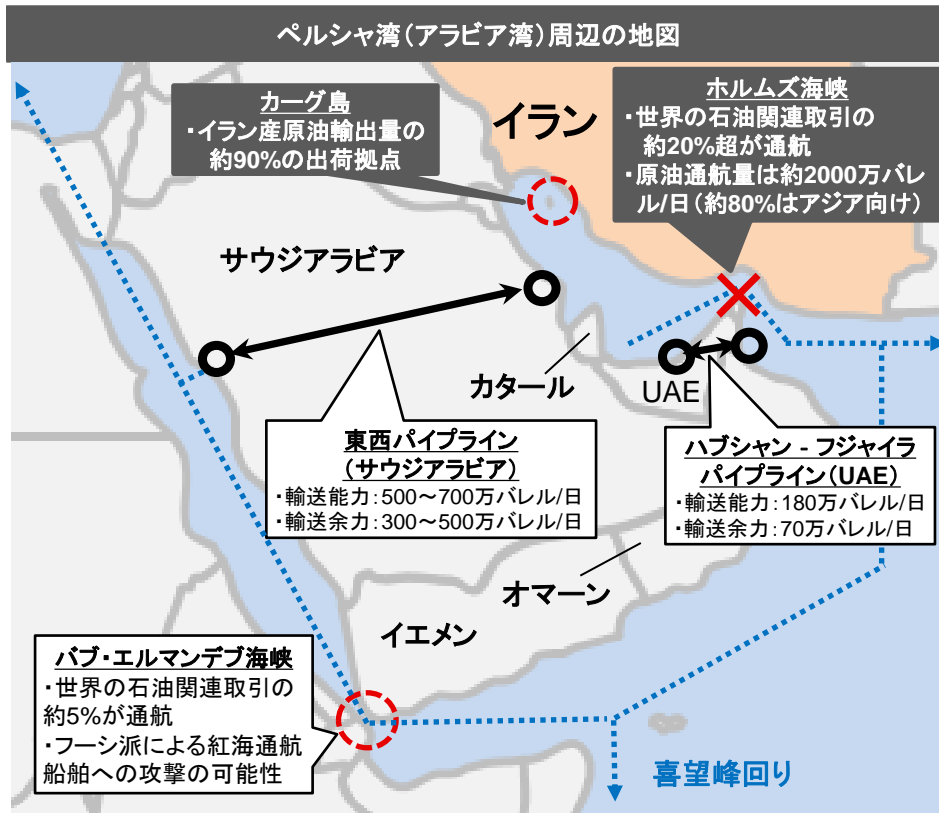 ペルシャ湾（アラビア湾）周辺の地図
カーグ島
・イラン産原油輸出量の
約90%の出荷拠点
イラン
ホルムズ海峡
・世界の石油関連取引の
約20%超が通航
・原油通航量は約2000万バレ
ル/日（約80%はアジア向け）
サウジアラビア
カタール
UAE
東西パイプライン
（サウジアラビア）
・輸送能力：500～700万バレル/日
・輸送余力：300～500万バレル/日
ハブシャン - フジャイラ
パイプライン（UAE）
・輸送能力：180万バレル/日
・輸送余力：70万バレル/日
オマーン
イエメン
バブ・エルマンデブ海峡
・世界の石油関連取引の
約5%が通航
・フーシ派による紅海通航
船舶への攻撃の可能性
喜望峰回り